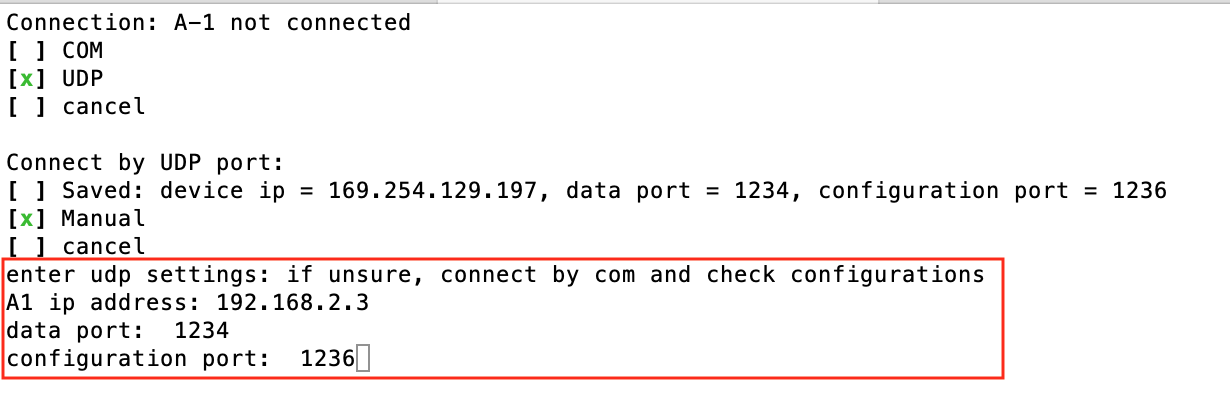 Connection: A-1 not connected
[ ] COM
[x] UDP
[ ] cancel
Connect by UDP port:
[ ] Saved: device ip = 169.254.129.197, data port = 1234, configuration port = 1236
[x] Manual
[ ] cancel
enter udp settings: if unsure, connect by com and check configurations
A1 ip address: 192.168.2.3
data port:  1234
configuration port:  1236